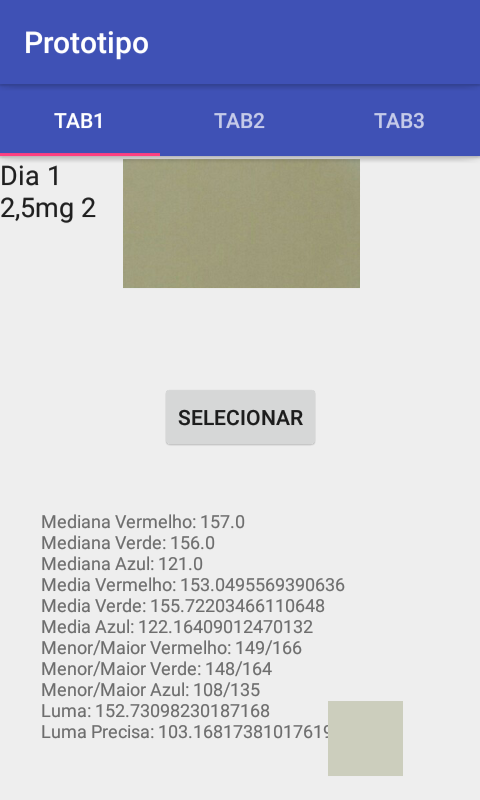 Prototipo
TAB1 TAB2 TAB3
Dia 1
2,5mg 2
SELECIONAR
Mediana Vermelho: 157.0
Mediana Verde: 156.0
Mediana Azul: 121.0
Media Vermelho: 153.0495569390636
Media Verde: 155.72203466110648
Media Azul: 122.16409012470132
Menor/Maior Vermelho: 149/166
Menor/Maior Verde: 148/164
Menor/Maior Azul: 108/135
Luma: 152.73098230187168
Luma Precisa: 103.16817381017619